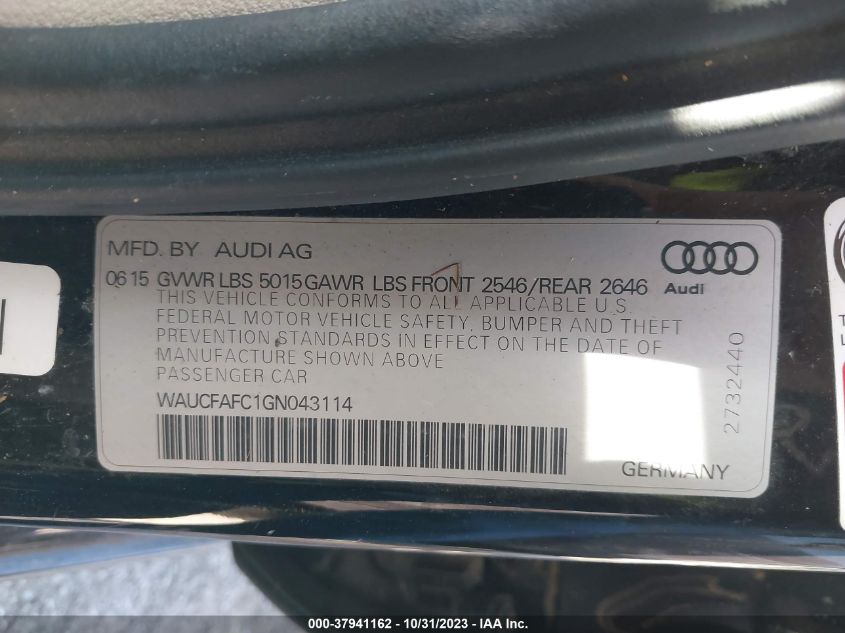 MFD. BY AUDI AG
06 15 GVWR LBS 5015 GAWR LBS FRONT 2546/REAR 2646
Audi
THIS VEHICLE CONFORMS TO ALL APPLICABLE U.S.
FEDERAL MOTOR VEHICLE SAFETY, BUMPER AND THEFT
PREVENTION STANDARDS IN EFFECT ON THE DATE OF
MANUFACTURE SHOWN ABOVE
PASSENGER CAR
WAUCFAFC1GN043114
2732440
GERMANY
000-37941162 - 10/31/2023 - © IAA Inc.